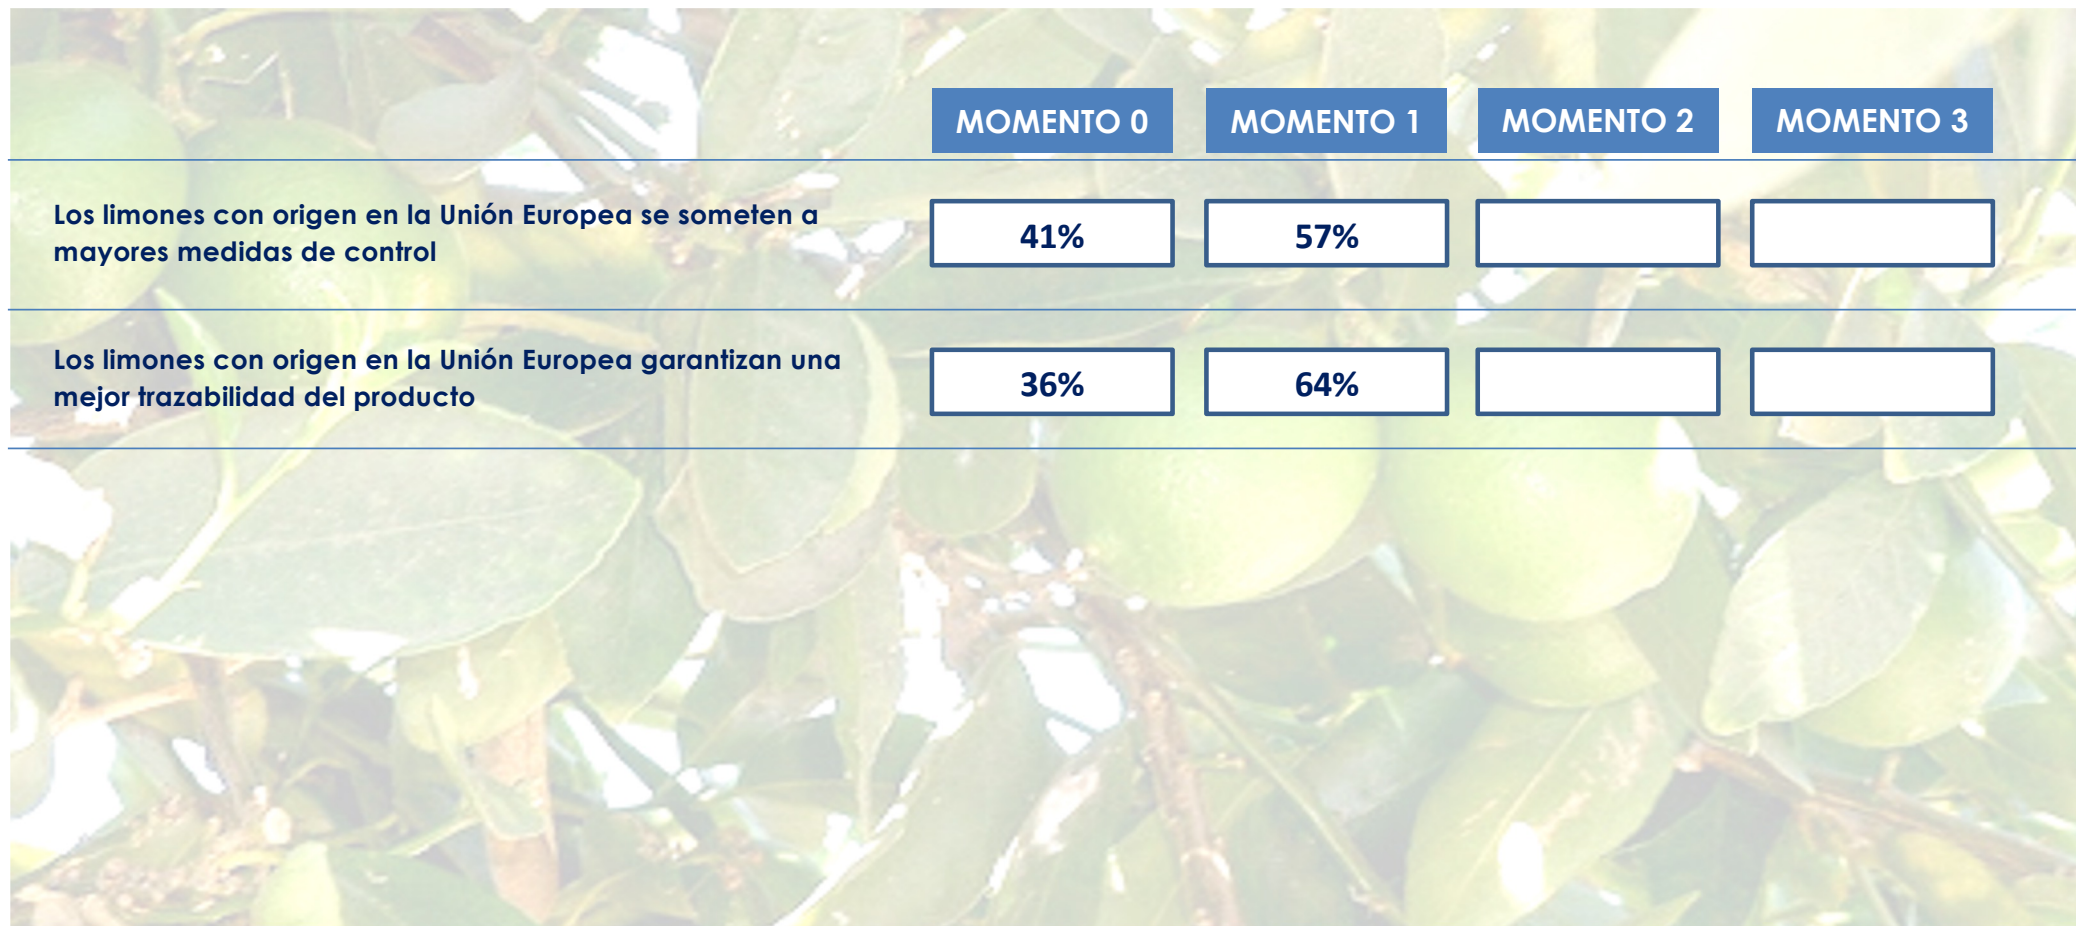 MOMENTO 0 MOMENTO 1 MOMENTO 2 MOMENTO 3
Los limones con origen en la Unión Europea se someten a
mayores medidas de control
41% 57%
Los limones con origen en la Unión Europea garantizan una
mejor trazabilidad del producto
36% 64%